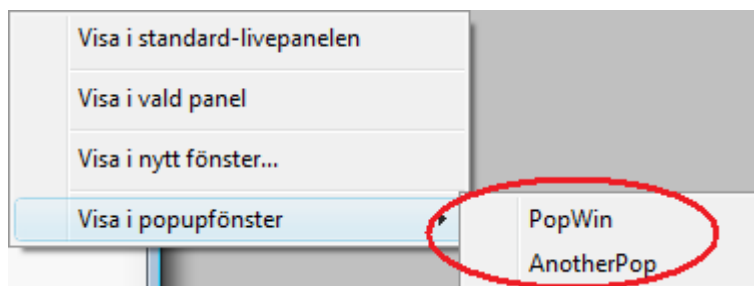 Visa i standard-livepanelen
Visa i vald panel
Visa i nytt fönster...
Visa i popupfönster
PopWin
AnotherPop